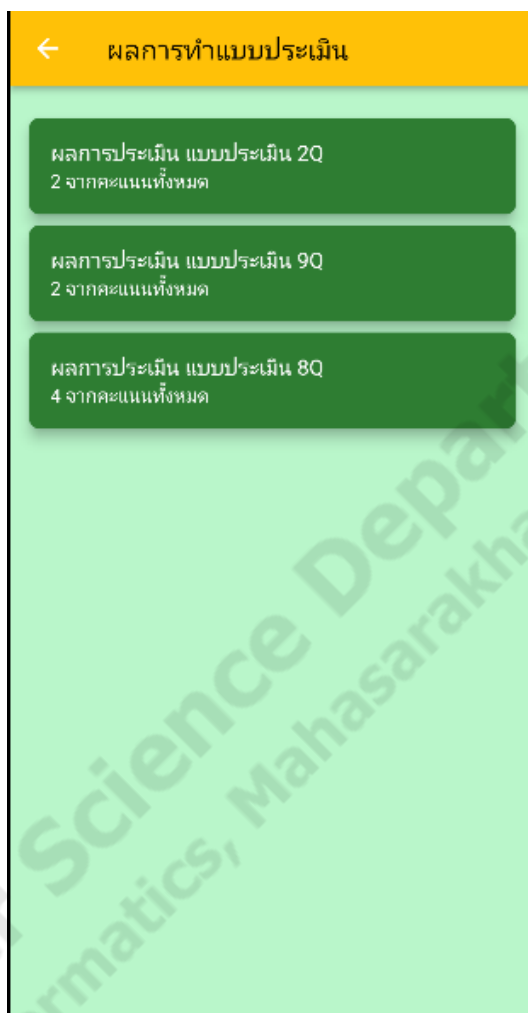 ผลการทำแบบประเมิน
ผลการประเมิน แบบประเมิน 2Q
2 จากคะแนนทั้งหมด
ผลการประเมิน แบบประเมิน 9Q
2 จากคะแนนทั้งหมด
ผลการประเมิน แบบประเมิน 8Q
4 จากคะแนนทั้งหมด
Science
Mahasarakha